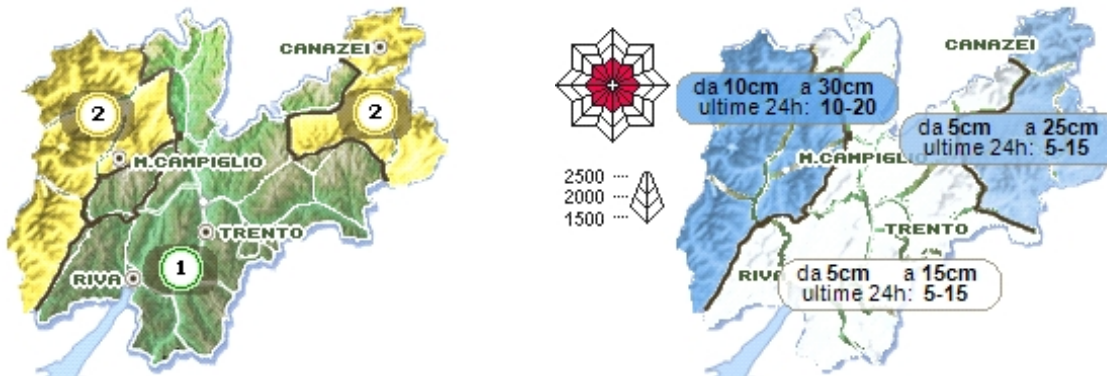 CANAZEI
2
2
M.CAMPIGLIO
TRENTO
1
RIVA
CANAZEI
da 10cm a 30cm
ultime 24h: 10-20
da 5cm a 25cm
ultime 24h: 5-15
M.CAMPIGLIO
2500
2000
1500
TRENTO
RIVA
da 5cm a 15cm
ultime 24h: 5-15